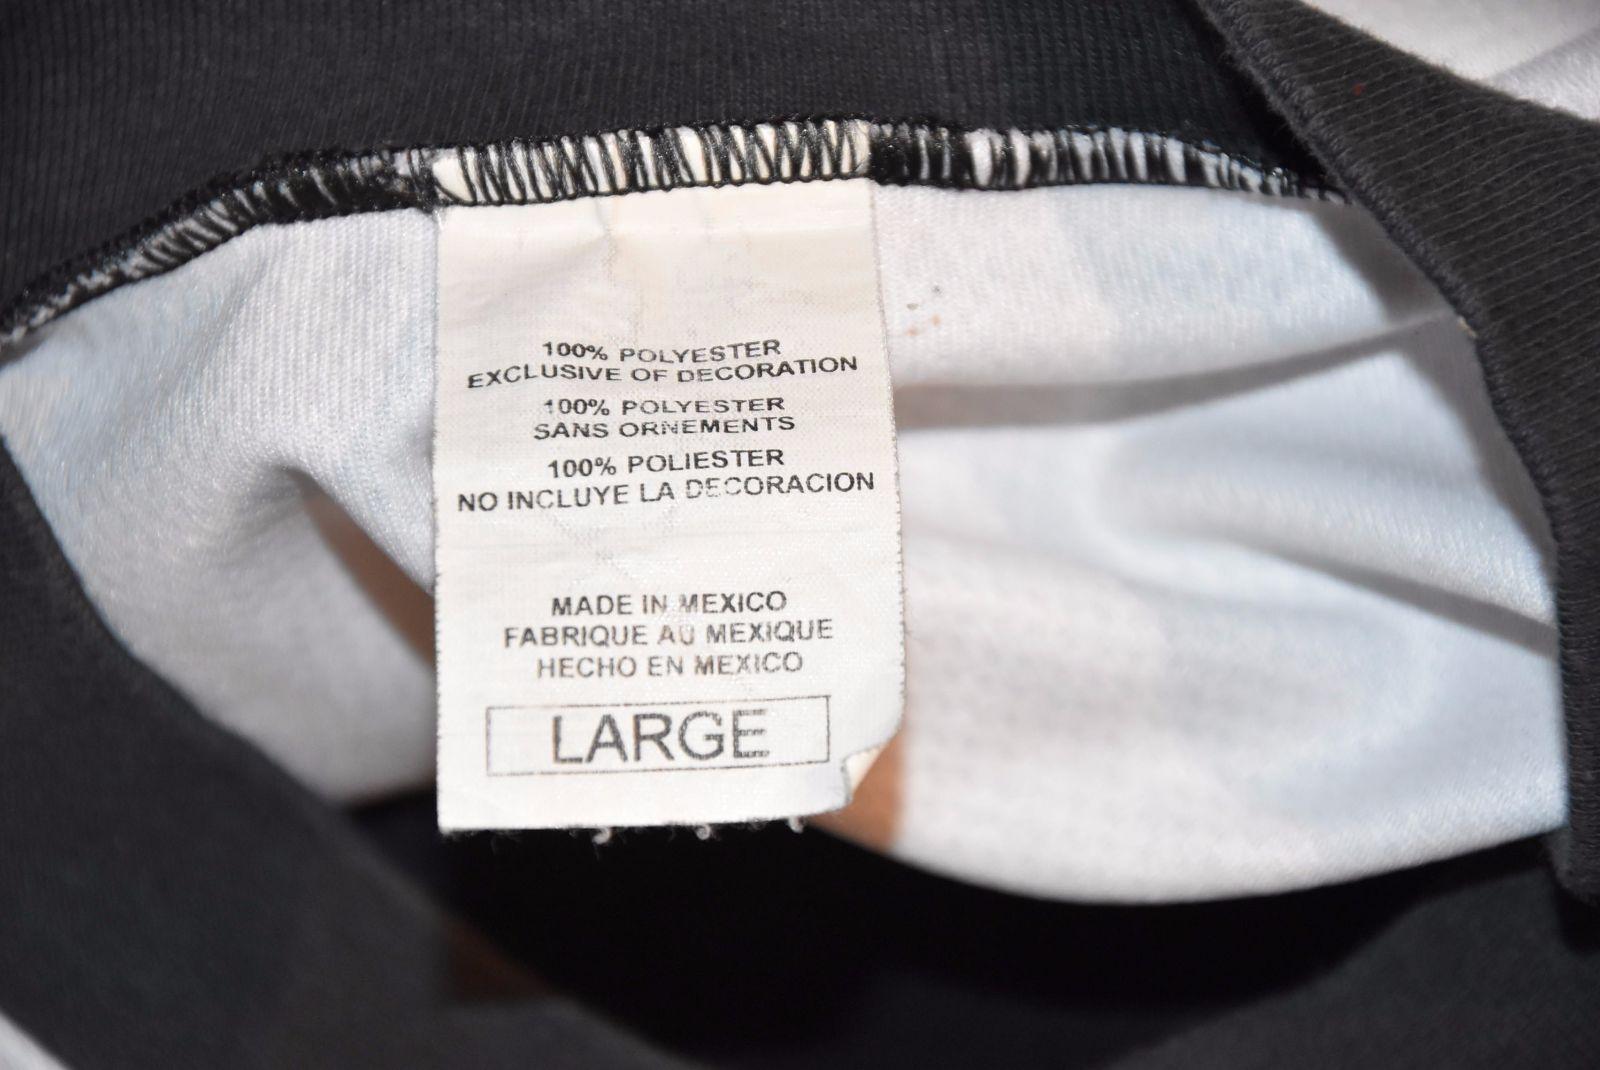 100% POLYESTER
EXCLUSIVE OF DECORATION
100% POLYESTER
SANS ORNEMENTS
100% POLIESTER
NO INCLUYE LA DECORACION
MADE IN MEXICO
FABRIQUE AU MEXIQUE
HECHO EN MEXICO
LARGE